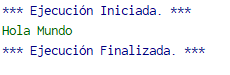 *** Ejecución Iniciada. ***
Hola Mundo
*** Ejecución Finalizada. ***